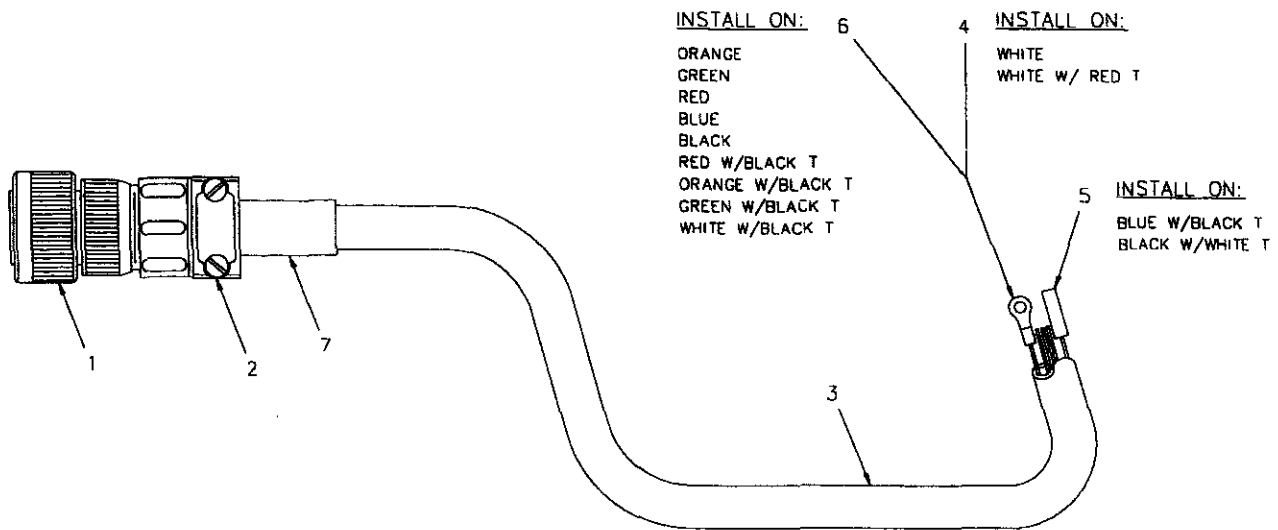 INSTALL ON:
ORANGE
GREEN
RED
BLUE
BLACK
RED W/BLACK T
ORANGE W/BLACK T
GREEN W/BLACK T
WHITE W/BLACK T
6
4
INSTALL ON:
WHITE
WHITE W/ RED T
5
INSTALL ON:
BLUE W/BLACK T
BLACK W/WHITE T
1
2
7
3